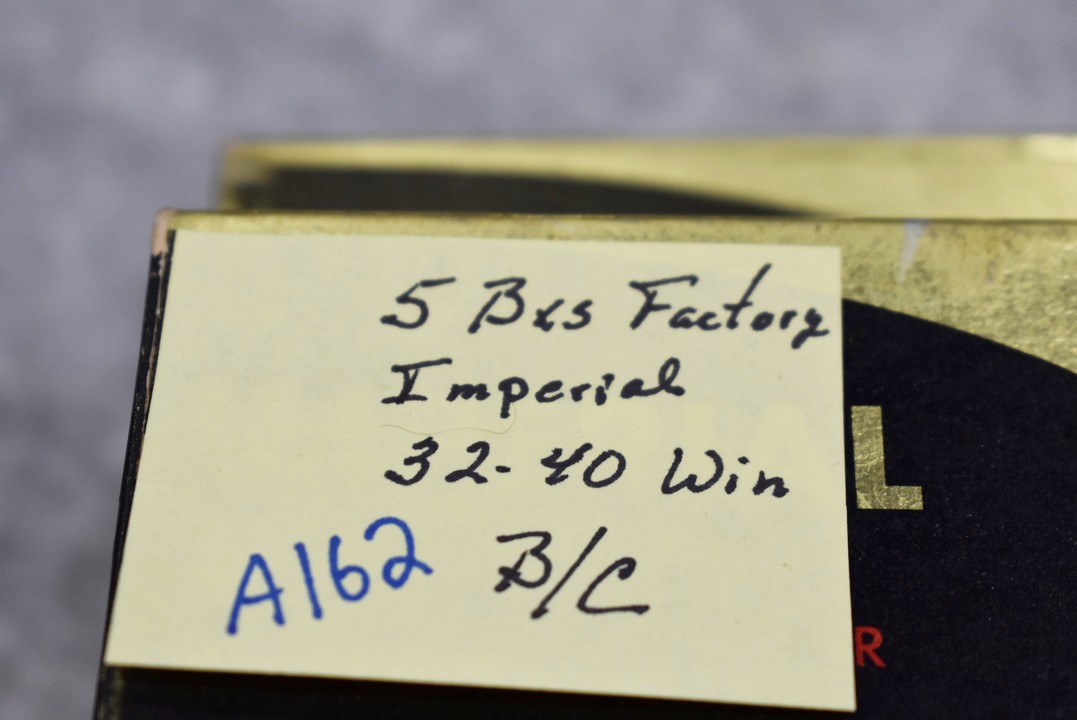 5 Bxs Factory
Imperial
32-40 Win
A162 B/C
L
R